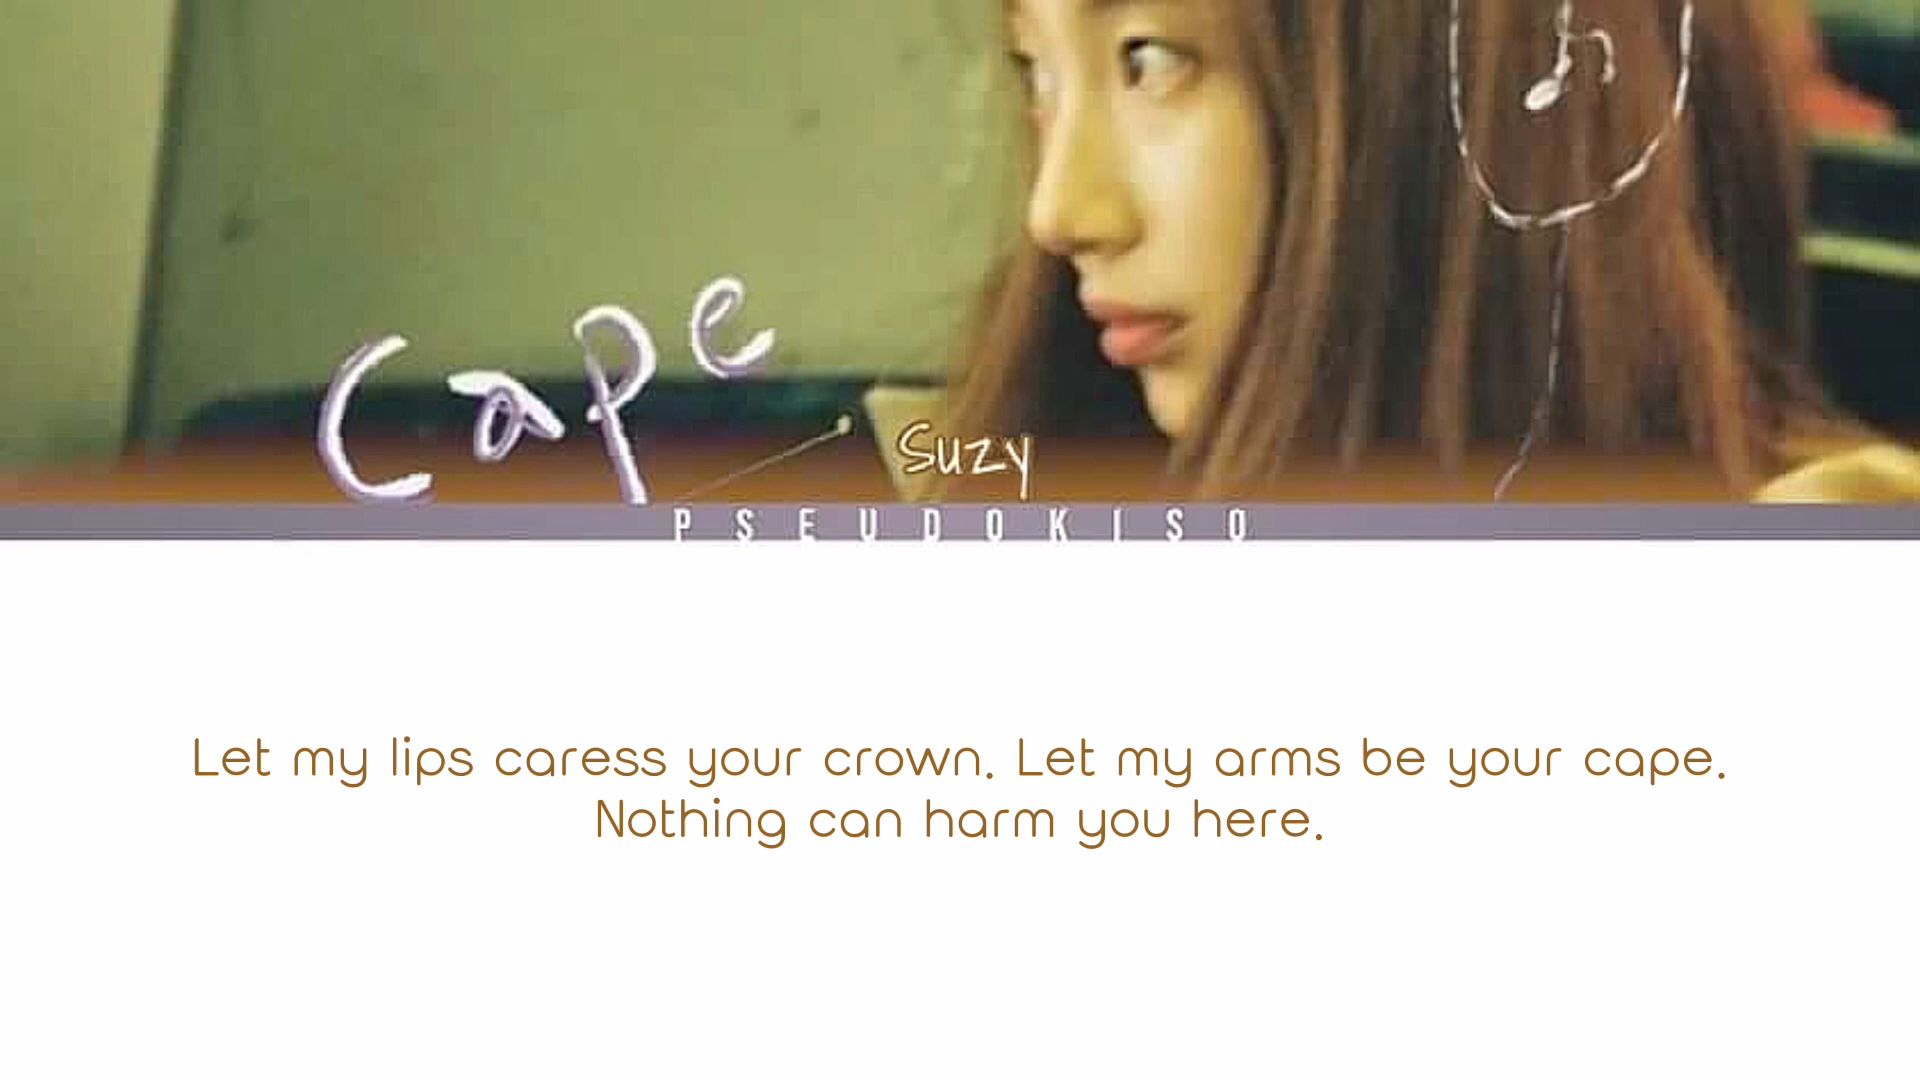 Cape
Suzy
PSEUDOKISO
Let my lips caress your crown. Let my arms be your cape.
Nothing can harm you here.